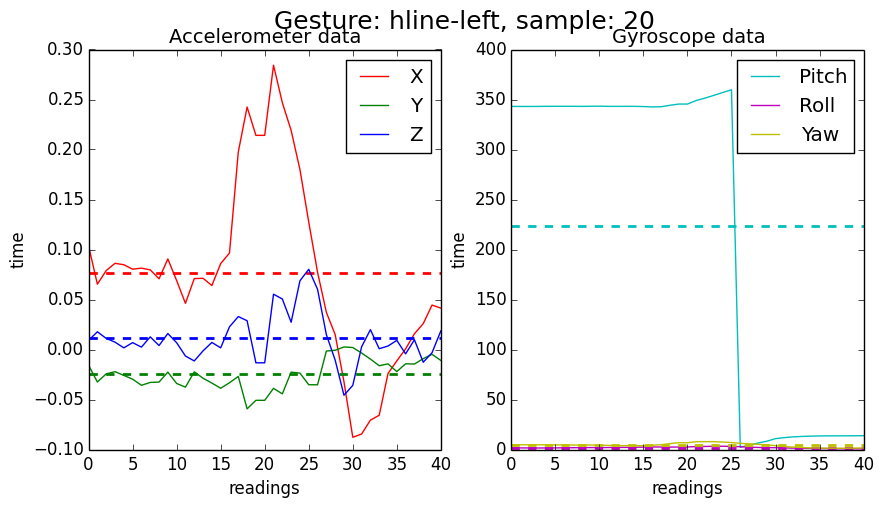 Gesture: hline-left, sample: 20
Accelerometer data
0.30
0.25
0.20
0.15
0.10
0.05
0.00
−0.05
−0.10
0 5 10 15 20 25 30 35 40
time
readings
X
Y
Z
Gyroscope data
400
350
300
250
200
150
100
50
0
0 5 10 15 20 25 30 35 40
time
readings
Pitch
Roll
Yaw